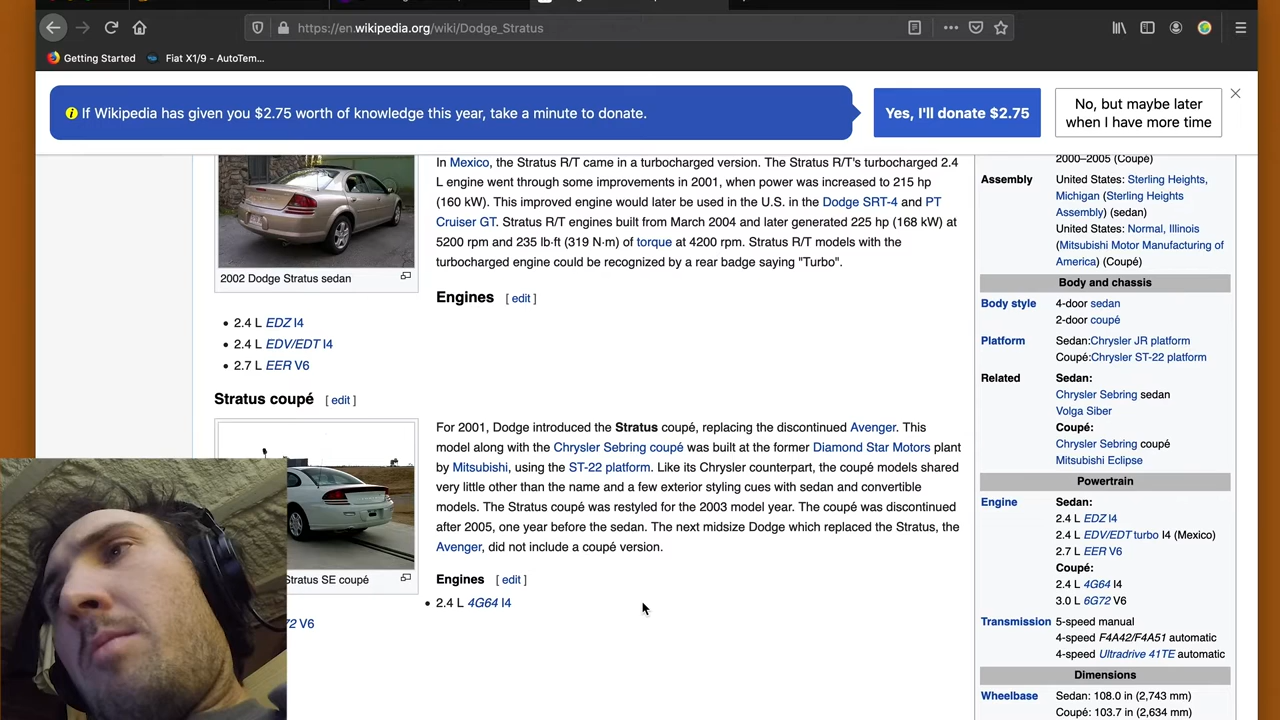 https://en.wikipedia.org/wiki/Dodge_Stratus
Getting Started
Fiat X1/9 - AutoTem...
If Wikipedia has given you $2.75 worth of knowledge this year, take a minute to donate.
Yes, I'll donate $2.75
No, but maybe later
when I have more time
In Mexico, the Stratus R/T came in a turbocharged version. The Stratus R/T's turbocharged 2.4
L engine went through some improvements in 2001, when power was increased to 215 hp
(160 kW). This improved engine would later be used in the U.S. in the Dodge SRT-4 and PT
Cruiser GT. Stratus R/T engines built from March 2004 and later generated 225 hp (168 kW) at
5200 rpm and 235 lb·ft (319 N·m) of torque at 4200 rpm. Stratus R/T models with the
turbocharged engine could be recognized by a rear badge saying "Turbo".
2002 Dodge Stratus sedan
Engines [ edit ]
• 2.4 L EDZ I4
• 2.4 L EDV/EDT I4
• 2.7 L EER V6
Stratus coupé [ edit ]
For 2001, Dodge introduced the Stratus coupé, replacing the discontinued Avenger. This
model along with the Chrysler Sebring coupé was built at the former Diamond Star Motors plant
by Mitsubishi, using the ST-22 platform. Like its Chrysler counterpart, the coupé models shared
very little other than the name and a few exterior styling cues with sedan and convertible
models. The Stratus coupé was restyled for the 2003 model year. The coupé was discontinued
after 2005, one year before the sedan. The next midsize Dodge which replaced the Stratus, the
Avenger, did not include a coupé version.
Stratus SE coupé
Engines [ edit ]
• 2.4 L 4G64 I4
72 V6
2000–2005 (Coupé)
Assembly United States: Sterling Heights,
Michigan (Sterling Heights
Assembly) (sedan)
United States: Normal, Illinois
(Mitsubishi Motor Manufacturing of
America) (Coupé)
Body and chassis
Body style 4-door sedan
2-door coupé
Platform Sedan:Chrysler JR platform
Coupé:Chrysler ST-22 platform
Related Sedan:
Chrysler Sebring sedan
Volga Siber
Coupé:
Chrysler Sebring coupé
Mitsubishi Eclipse
Powertrain
Engine Sedan:
2.4 L EDZ I4
2.4 L EDV/EDT turbo I4 (Mexico)
2.7 L EER V6
Coupé:
2.4 L 4G64 I4
3.0 L 6G72 V6
Transmission 5-speed manual
4-speed F4A42/F4A51 automatic
4-speed Ultradrive 41TE automatic
Dimensions
Wheelbase Sedan: 108.0 in (2,743 mm)
Coupé: 103.7 in (2,634 mm)